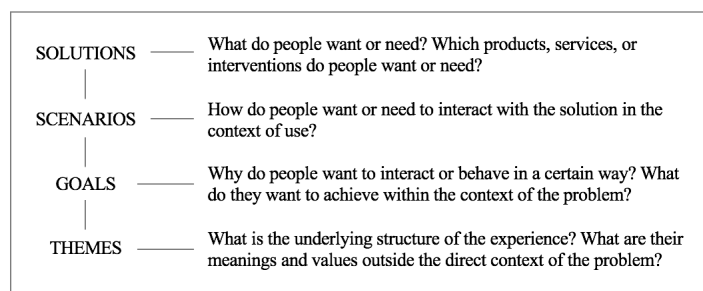 SOLUTIONS
What do people want or need? Which products, services, or
interventions do people want or need?
SCENARIOS
How do people want or need to interact with the solution in the
context of use?
GOALS
Why do people want to interact or behave in a certain way? What
do they want to achieve within the context of the problem?
THEMES
What is the underlying structure of the experience? What are their
meanings and values outside the direct context of the problem?